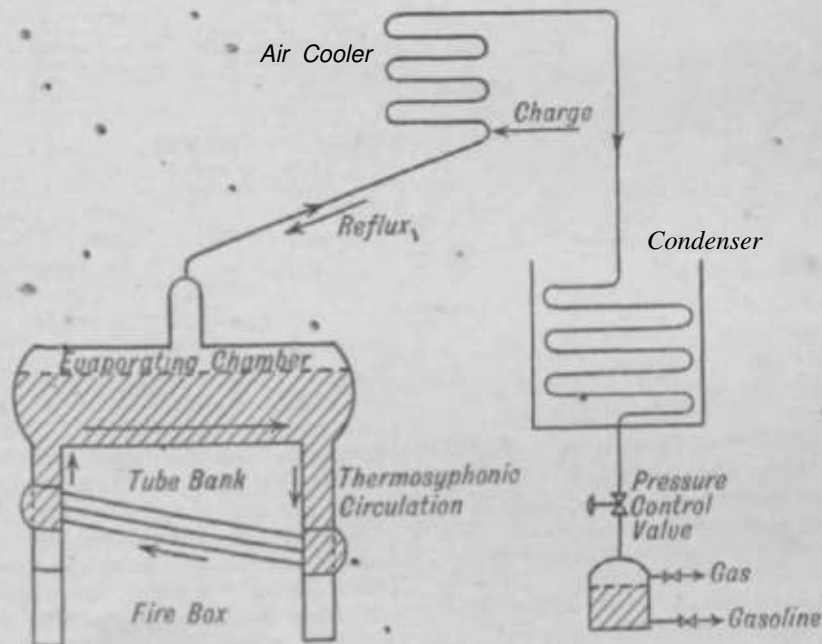 Air Cooler
Charge
Reflux
Condenser
Evaporating Chamber
Tube Bank
Thermosyphonic
Circulation
Pressure
Control
Valve
Fire Box
Gas
Gasoline